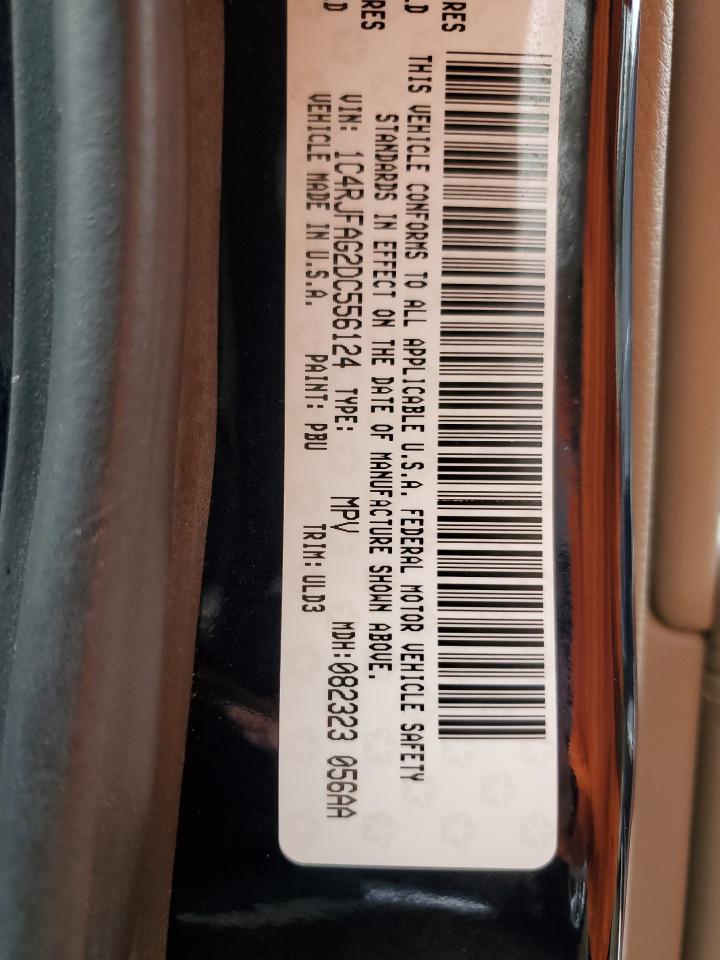 THIS VEHICLE CONFORMS TO ALL APPLICABLE U.S.A. FEDERAL MOTOR VEHICLE SAFETY
STANDARDS IN EFFECT ON THE DATE OF MANUFACTURE SHOWN ABOVE.
VIN: 1C4RJFAG2DC556124 TYPE: MPV MDH:082323 056AA
VEHICLE MADE IN U.S.A. PAINT: PBU TRIM: ULD3